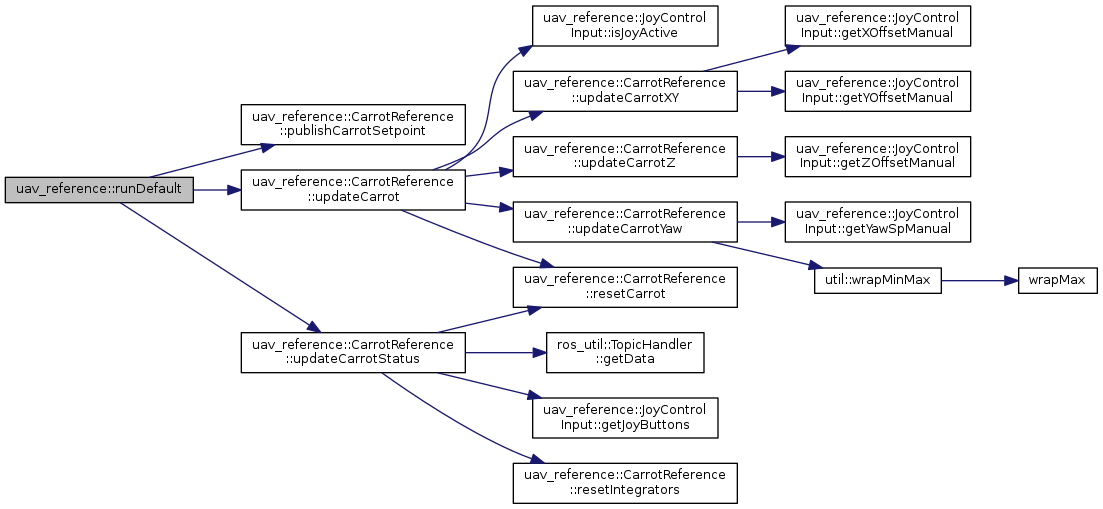 uav_reference::runDefault
uav_reference::CarrotReference
::publishCarrotSetpoint
uav_reference::CarrotReference
::updateCarrot
uav_reference::CarrotReference
::updateCarrotStatus
uav_reference::JoyControl
Input::isJoyActive
uav_reference::CarrotReference
::updateCarrotXY
uav_reference::CarrotReference
::updateCarrotZ
uav_reference::CarrotReference
::updateCarrotYaw
uav_reference::CarrotReference
::resetCarrot
ros_util::TopicHandler
::getData
uav_reference::JoyControl
Input::getJoyButtons
uav_reference::CarrotReference
::resetIntegrators
uav_reference::JoyControl
Input::getXOffsetManual
uav_reference::JoyControl
Input::getYOffsetManual
uav_reference::JoyControl
Input::getZOffsetManual
uav_reference::JoyControl
Input::getYawSpManual
util::wrapMinMax
wrapMax